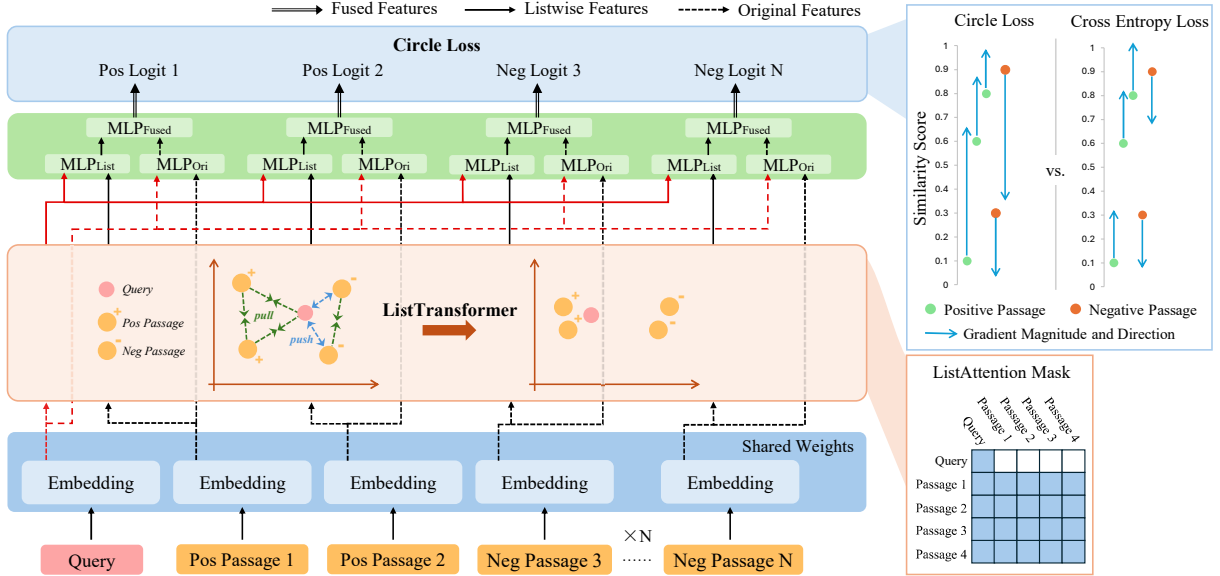 Fused Features
Listwise Features
Original Features
Circle Loss
Pos Logit 1
Pos Logit 2
Neg Logit 3
Neg Logit N
MLPFused
MLPFused
MLPFused
MLPFused
MLPList
MLPOri
MLPList
MLPOri
MLPList
MLPOri
MLPList
MLPOri
Query
+
Pos Passage
-
Neg Passage
+
-
pull
push
+
-
ListTransformer
+
+
-
-
Shared Weights
Embedding
Embedding
Embedding
Embedding
Embedding
×N
Query
Pos Passage 1
Pos Passage 2
Neg Passage 3
......
Neg Passage N
Circle Loss
Cross Entropy Loss
Similarity Score
1
0.9
0.8
0.7
0.6
0.5
0.4
0.3
0.2
0.1
0
vs.
1
0.9
0.8
0.7
0.6
0.5
0.4
0.3
0.2
0.1
0
Positive Passage
Negative Passage
Gradient Magnitude and Direction
ListAttention Mask
Query
Passage 1
Passage 2
Passage 3
Passage 4
Query
Passage 1
Passage 2
Passage 3
Passage 4